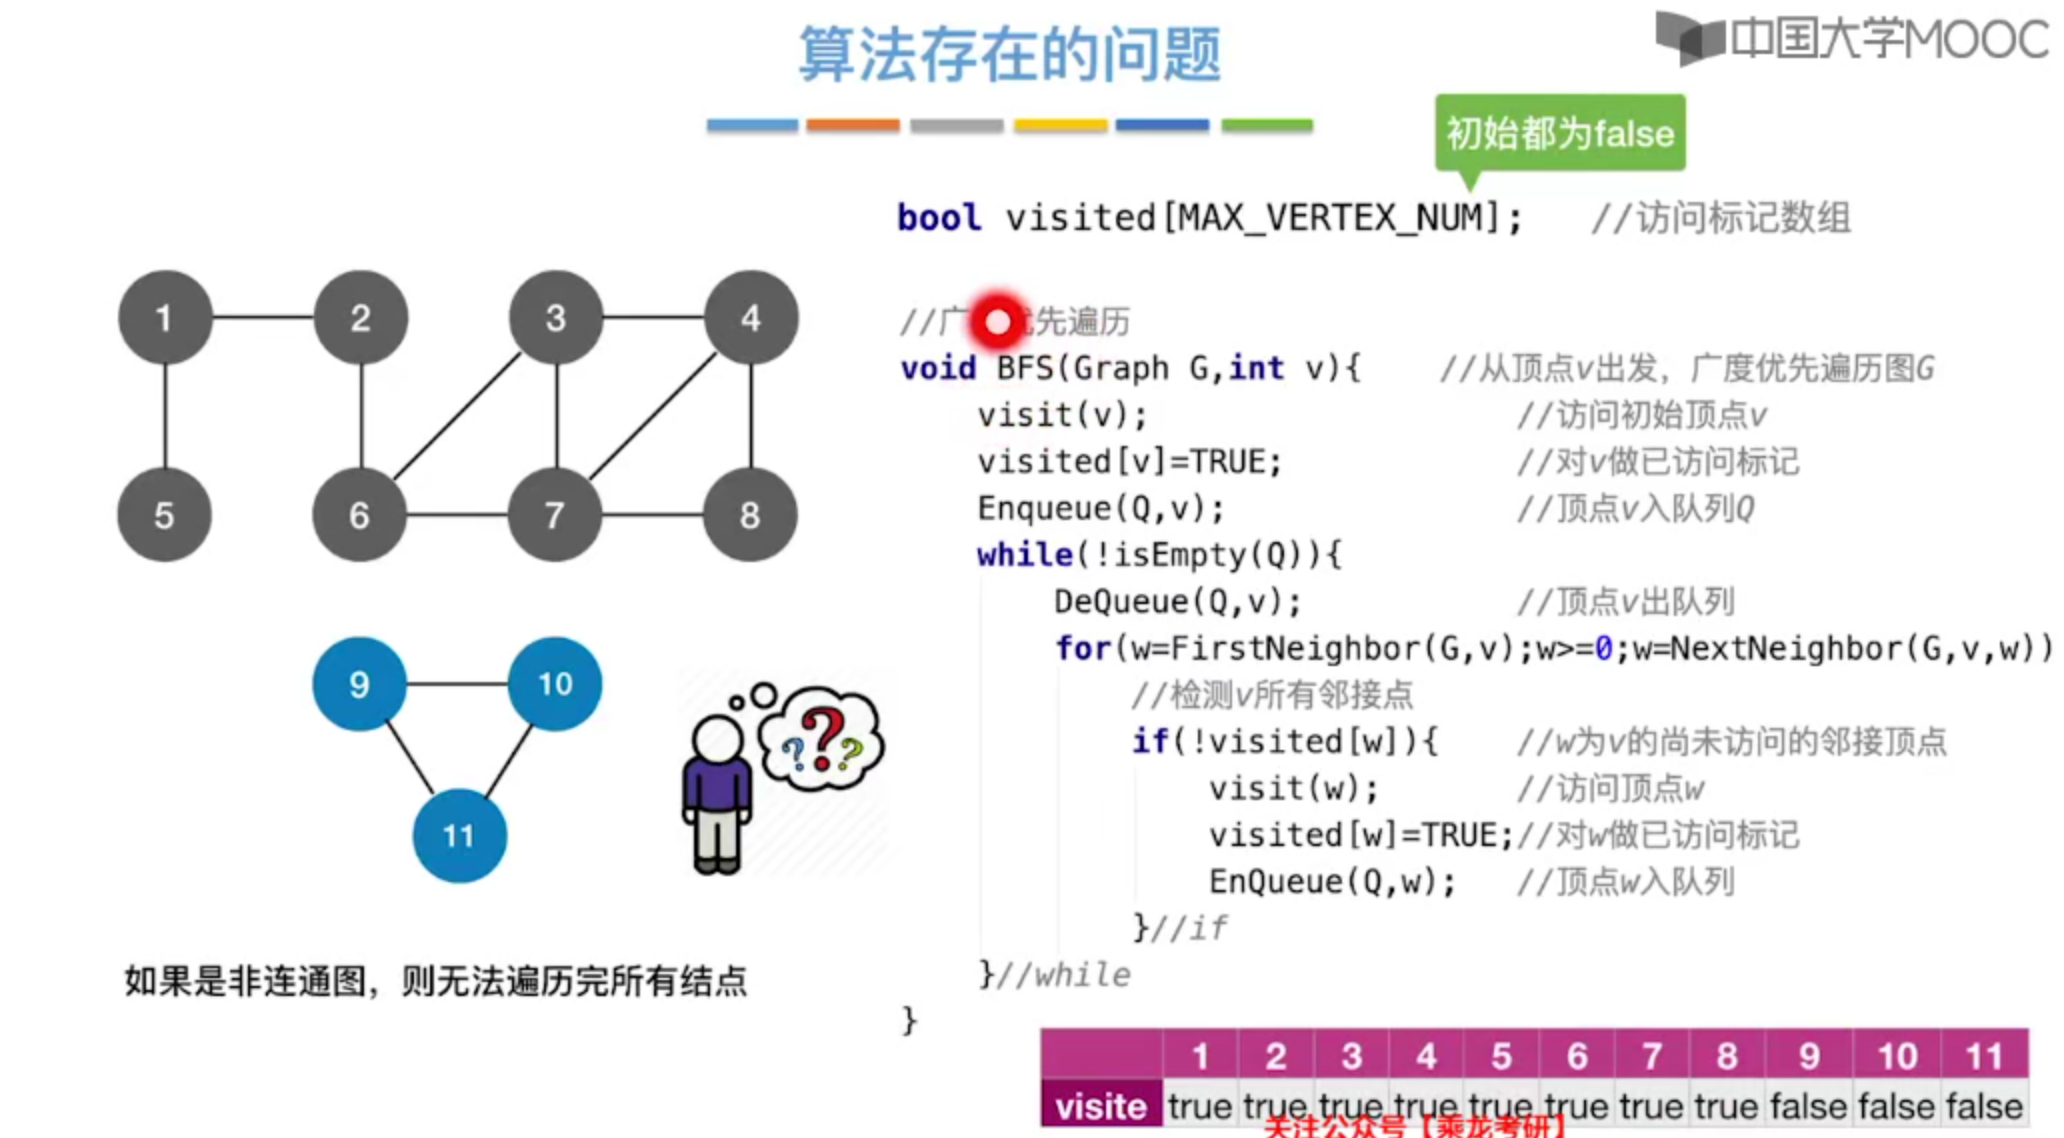 算法存在的问题
中国大学MOOC
初始都为false
bool visited[MAX_VERTEX_NUM]; //访问标记数组
//广优先遍历
void BFS(Graph G,int v){ //从顶点v出发，广度优先遍历图G
visit(v); //访问初始顶点v
visited[v]=TRUE; //对v做已访问标记
Enqueue(Q,v); //顶点v入队列Q
while(!isEmpty(Q)){
DeQueue(Q,v); //顶点v出队列
for(w=FirstNeighbor(G,v);w>=0;w=NextNeighbor(G,v,w))
//检测v所有邻接点
if(!visited[w]){ //w为v的尚未访问的邻接顶点
visit(w); //访问顶点w
visited[w]=TRUE;//对w做已访问标记
EnQueue(Q,w); //顶点w入队列
}//if
}//while
}
1 2 3 4
5 6 7 8
9 10
11
? ? ?
如果是非连通图，则无法遍历完所有结点
1 2 3 4 5 6 7 8 9 10 11
visite true true true true true true true true false false false
关注公众号【乘龙考研】